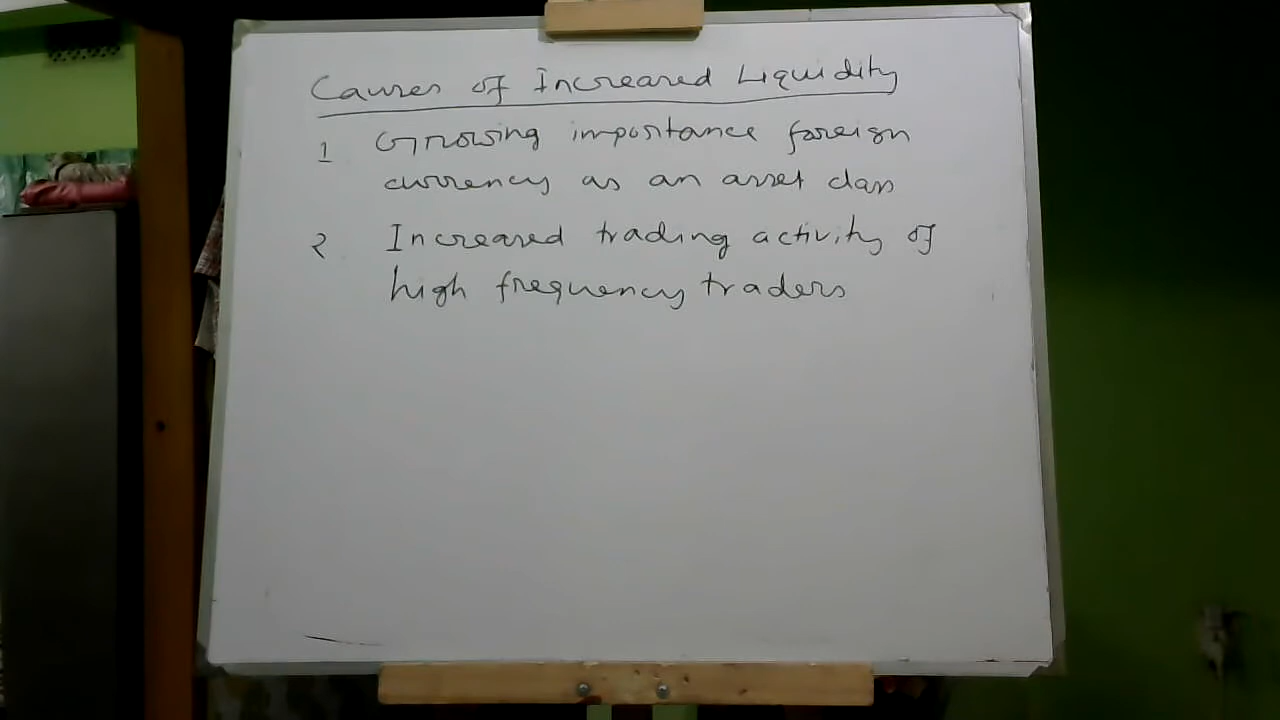 Causes of Increased Liquidity
1 Growing importance foreign
currency as an asset class
2 Increased trading activity of
high frequency traders